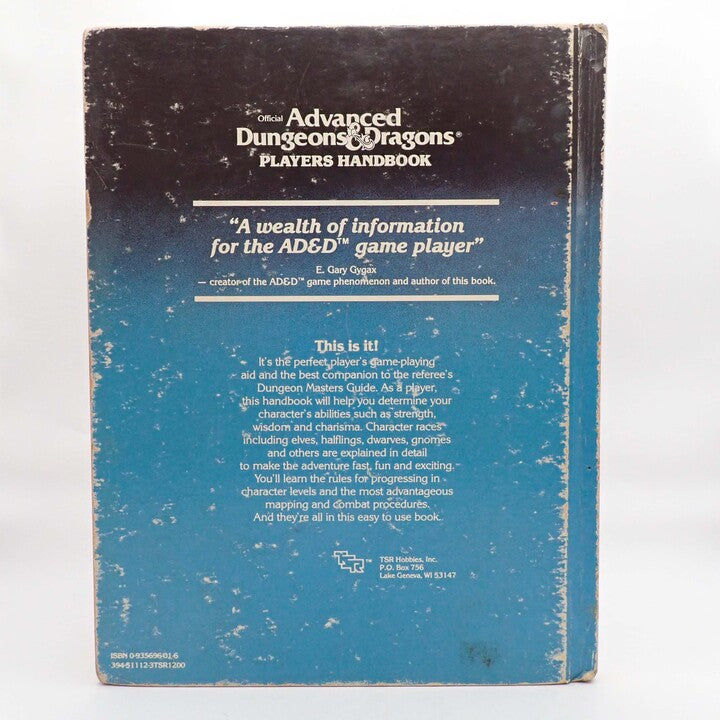 Official Advanced
Dungeons & Dragons®
PLAYERS HANDBOOK
“A wealth of information
for the AD&D™ game player”
E. Gary Gygax
— creator of the AD&D™ game phenomenon and author of this book.
This is it!
It's the perfect player's game-playing
aid and the best companion to the referee's
Dungeon Masters Guide. As a player,
this handbook will help you determine your
character's abilities such as strength,
wisdom and charisma. Character races
including elves, halflings, dwarves, gnomes
and others are explained in detail
to make the adventure fast, fun and exciting.
You'll learn the rules for progressing in
character levels and the most advantageous
mapping and combat procedures.
And they're all in this easy to use book.
TSR™
TSR Hobbies, Inc.
P.O. Box 756
Lake Geneva, WI 53147
ISBN 0-935696-01-6
394-51112-3TSR1200